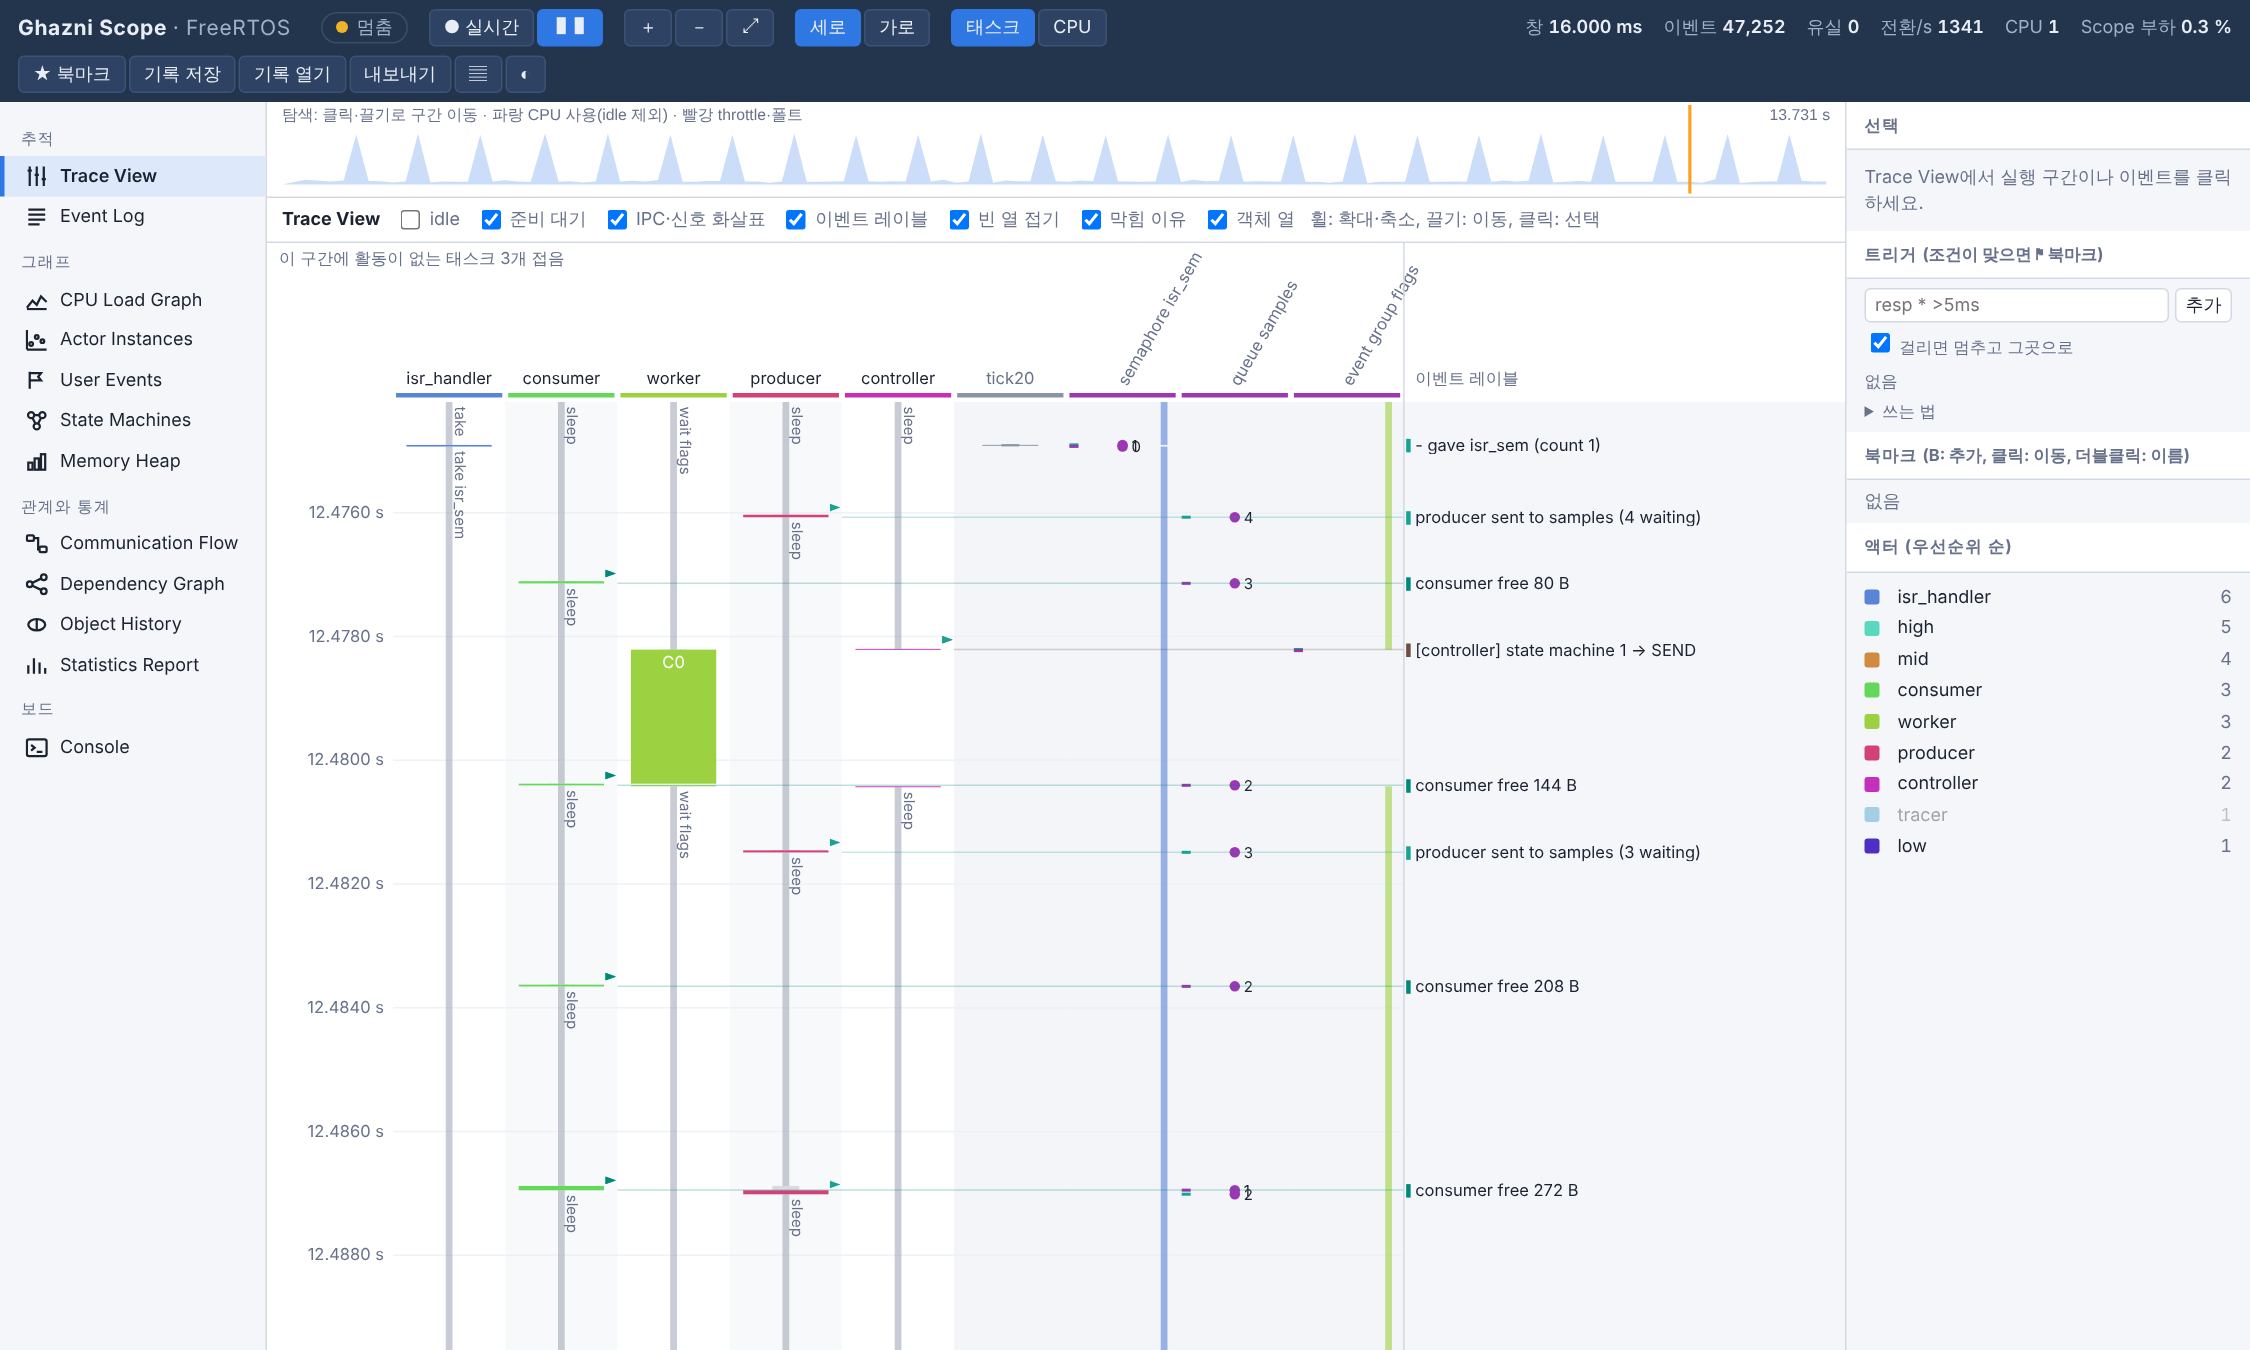 Ghazni Scope · FreeRTOS
멈춤
실시간
세로
가로
태스크
CPU
창 16.000 ms
이벤트 47,252
유실 0
전환/s 1341
CPU 1
Scope 부하 0.3 %
★ 북마크
기록 저장
기록 열기
내보내기
추적
Trace View
Event Log
그래프
CPU Load Graph
Actor Instances
User Events
State Machines
Memory Heap
관계와 통계
Communication Flow
Dependency Graph
Object History
Statistics Report
보드
Console
탐색: 클릭·끌기로 구간 이동 · 파랑 CPU 사용(idle 제외) · 빨강 throttle·폴트
13.731 s
Trace View
idle
준비 대기
IPC·신호 화살표
이벤트 레이블
빈 열 접기
막힘 이유
객체 열
휠: 확대·축소, 끌기: 이동, 클릭: 선택
이 구간에 활동이 없는 태스크 3개 접음
isr_handler
consumer
worker
producer
controller
tick20
semaphore isr_sem
queue samples
event group flags
이벤트 레이블
take
sleep
wait flags
sleep
sleep
- gave isr_sem (count 1)
take isr_sem
12.4760 s
sleep
4
producer sent to samples (4 waiting)
sleep
3
consumer free 80 B
12.4780 s
C0
[controller] state machine 1 → SEND
12.4800 s
sleep
wait flags
sleep
2
consumer free 144 B
sleep
3
producer sent to samples (3 waiting)
12.4820 s
sleep
2
consumer free 208 B
12.4840 s
12.4860 s
sleep
sleep
1
2
consumer free 272 B
12.4880 s
선택
Trace View에서 실행 구간이나 이벤트를 클릭
하세요.
트리거 (조건이 맞으면 ⚑ 북마크)
resp * >5ms
추가
걸리면 멈추고 그곳으로
없음
▶ 쓰는 법
북마크 (B: 추가, 클릭: 이동, 더블클릭: 이름)
없음
액터 (우선순위 순)
isr_handler 6
high 5
mid 4
consumer 3
worker 3
producer 2
controller 2
tracer 1
low 1